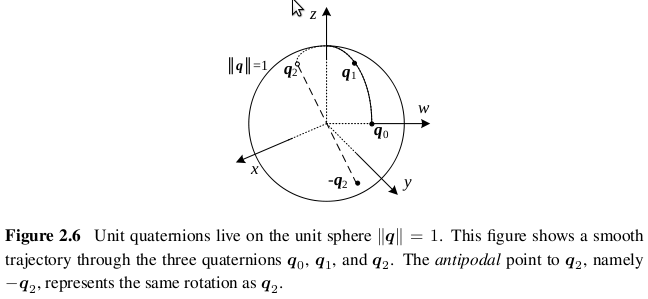 z
‖q‖=1
q₂
q₁
w
q₀
x
-q₂
y
Figure 2.6 Unit quaternions live on the unit sphere ‖q‖ = 1. This figure shows a smooth
trajectory through the three quaternions q₀, q₁, and q₂. The antipodal point to q₂, namely
−q₂, represents the same rotation as q₂.